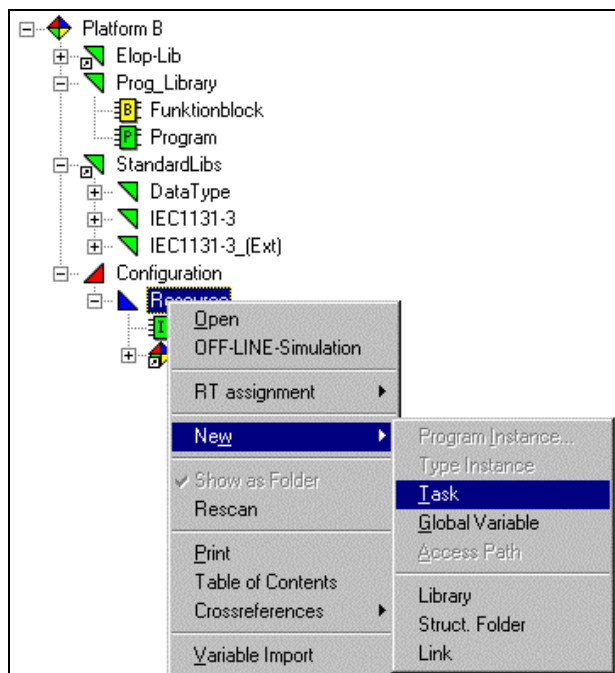 Platform B
Elop-Lib
Prog_Library
B Funktionblock
P Program
StandardLibs
DataType
IEC1131-3
IEC1131-3_(Ext)
Configuration
Resource
I
Open
OFF-LINE-Simulation
RT assignment
New
Show as Folder
Rescan
Print
Table of Contents
Crossreferences
Variable Import
Program Instance...
Type Instance
Task
Global Variable
Access Path
Library
Struct. Folder
Link